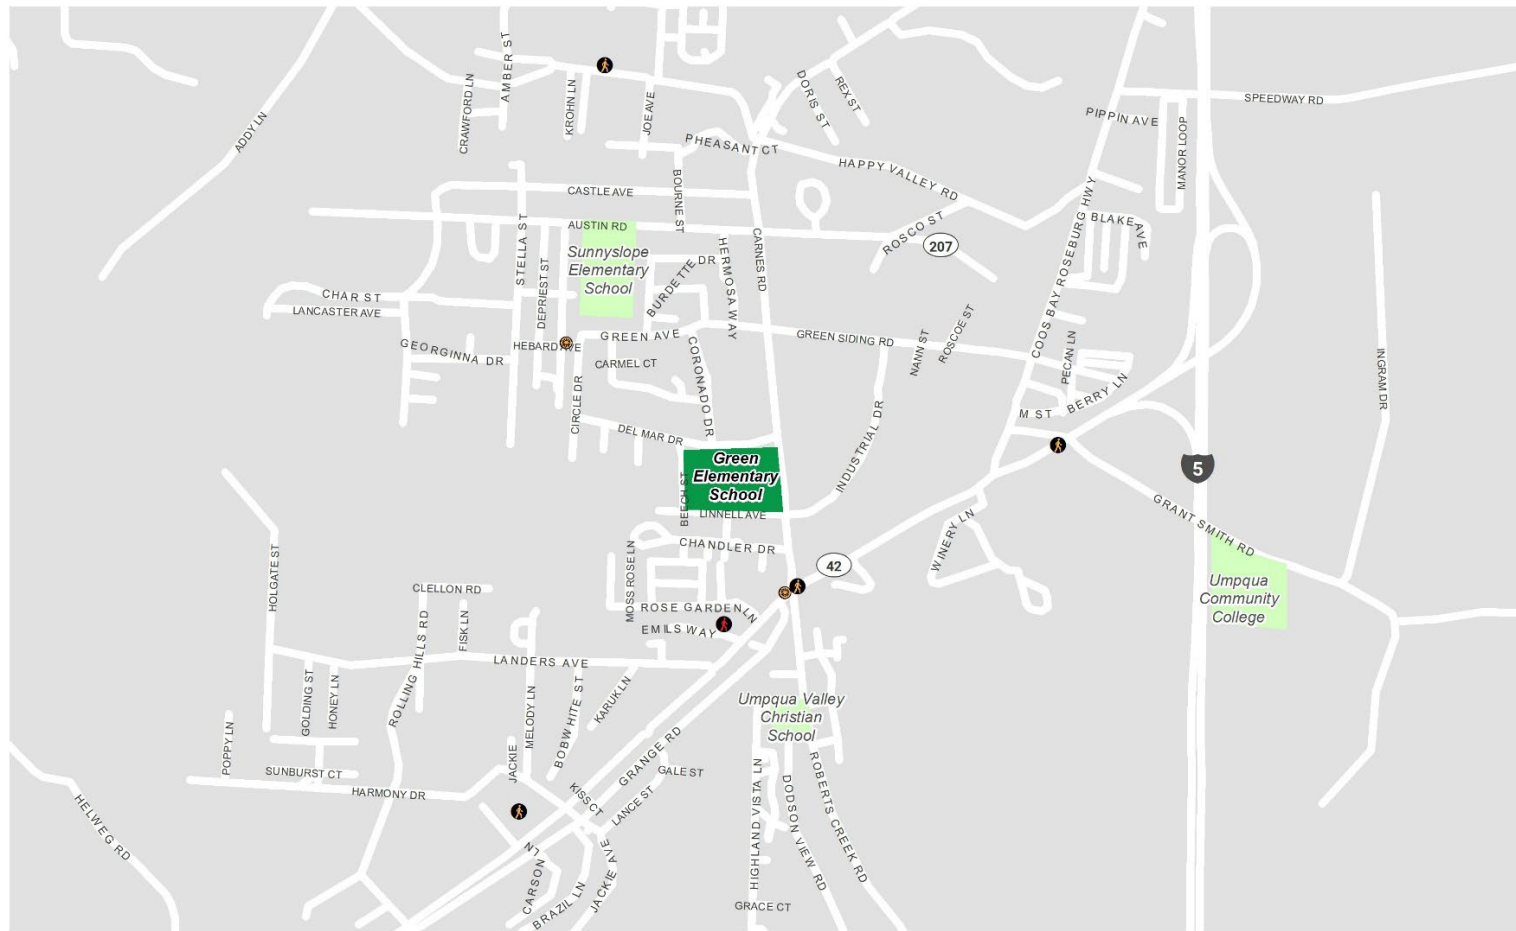 AMBER ST
CRAWFORD LN
KROHN LN
JOE AVE
ADDY LN
DORIS ST
REX ST
SPEEDWAY RD
PIPPIN AVE
MANOR LOOP
PHEASANT CT
HAPPY VALLEY RD
BOURNE ST
CASTLE AVE
AUSTIN RD
STELLA ST
Sunnyslope
Elementary
School
CARNES RD
HERMOSA WAY
ROSCO ST
207
BLAKE AVE
COOS BAY ROSEBURG HWY
DEPRIEST ST
BURDETTE DR
CHAR ST
LANCASTER AVE
GEORGINNA DR
HEBARD AVE
GREEN AVE
CARMEL CT
CORONADO DR
GREEN SIDING RD
NANN ST
ROSCOE ST
PECAN LN
BERRY LN
M ST
INGRAM DR
CIRCLE DR
DEL MAR DR
INDUSTRIAL DR
Green
Elementary
School
BEECH ST
LINNELL AVE
5
GRANT SMITH RD
WINERY LN
CHANDLER DR
42
MOSS ROSE LN
HOLGATE ST
CLELLON RD
ROSE GARDEN LN
EMILS WAY
Umpqua
Community
College
FISK LN
ROLLING HILLS RD
LANDERS AVE
GOLDING ST
HONEY LN
MELODY LN
BOBWHITE ST
KARUK LN
Umpqua Valley
Christian
School
POPPY LN
SUNBURST CT
JACKIE
GRANGE RD
GALE ST
HARMONY DR
KISS CT
LANCE ST
HELWEG RD
HIGHLAND VISTA LN
DODSON VIEW RD
ROBERTS CREEK RD
CARSON LN
BRAZIL LN
JACKIE AVE
GRACE CT